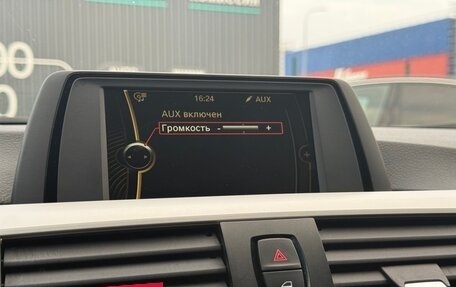 16:24 AUX
AUX включен
Громкость - +